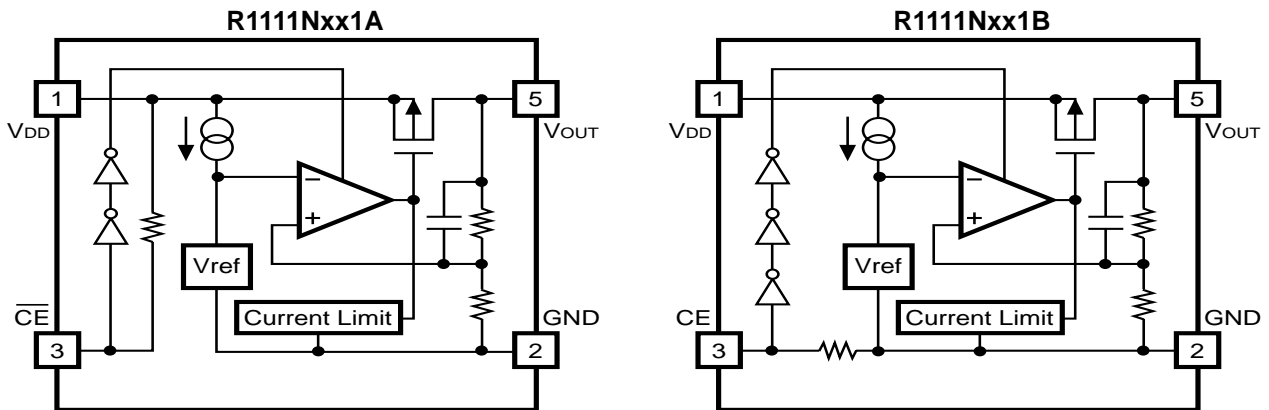 R1111Nxx1A
1
VDD
5
VOUT
−
+
Vref
Current Limit
CE
3
GND
2
R1111Nxx1B
1
VDD
5
VOUT
−
+
Vref
Current Limit
CE
3
GND
2